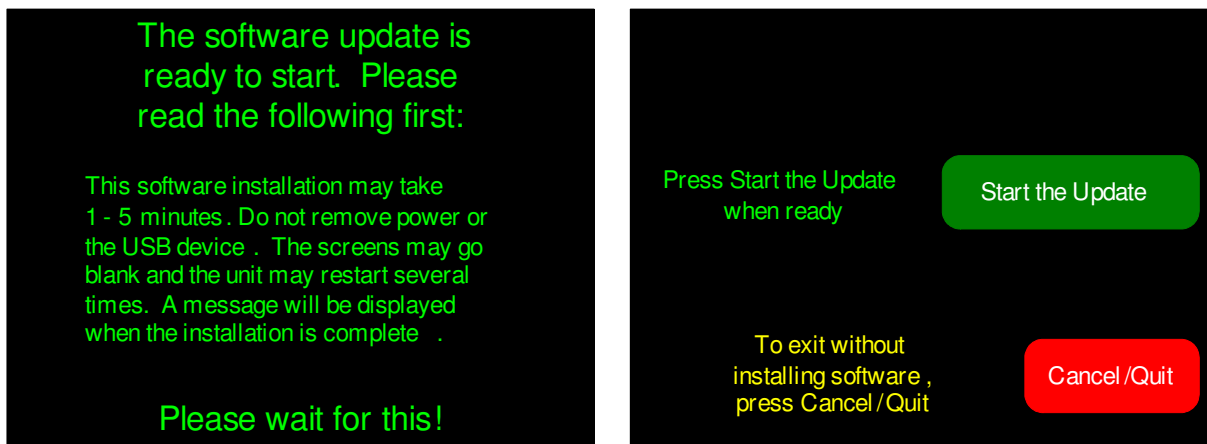 The software update is
ready to start. Please
read the following first:
This software installation may take
1 - 5 minutes. Do not remove power or
the USB device . The screens may go
blank and the unit may restart several
times. A message will be displayed
when the installation is complete .
Please wait for this!
Press Start the Update
when ready
Start the Update
To exit without
installing software ,
press Cancel / Quit
Cancel /Quit